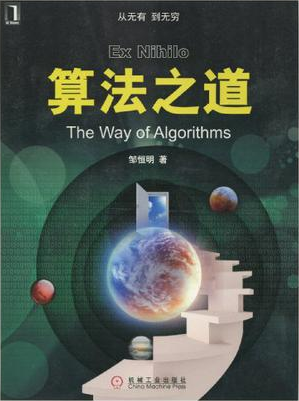 从无有 到无穷
Ex Nihilo
算法之道
The Way of Algorithms
邹恒明 著
机械工业出版社
China Machine Press